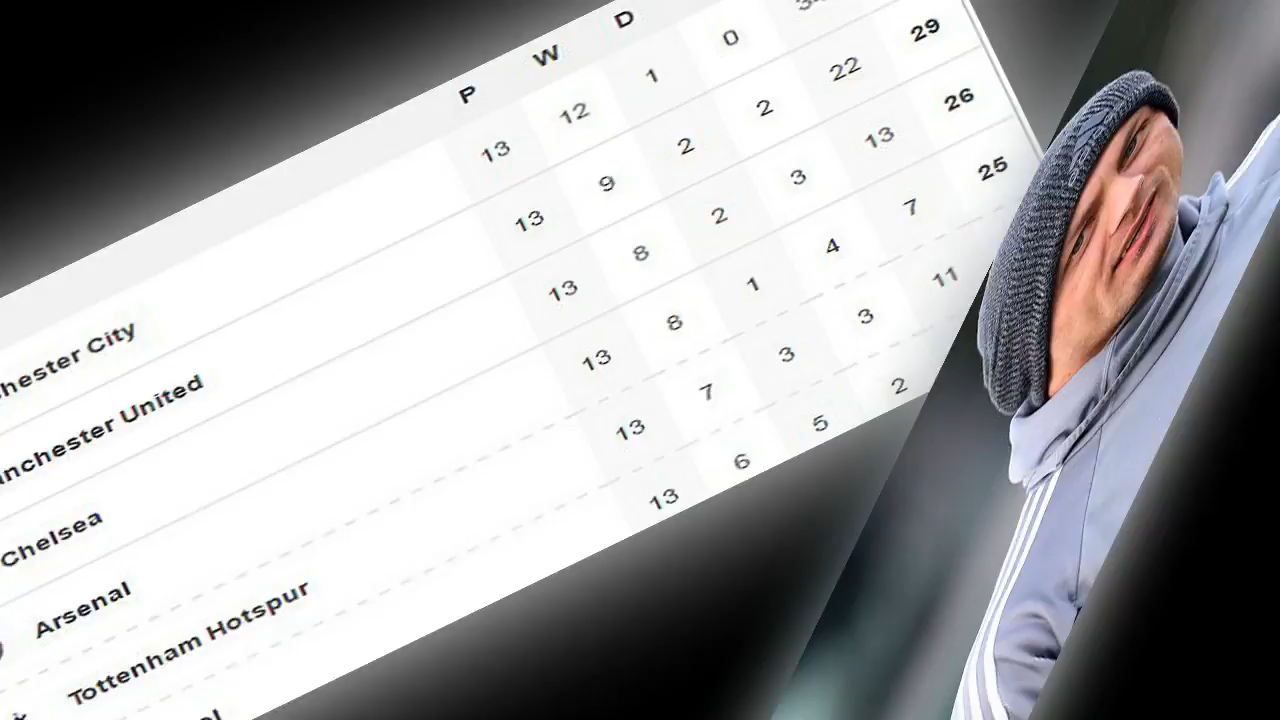 P W D
hester City 13 12 1 0
nchester United 13 9 2 2 22 29
Chelsea 13 8 2 3 13 26
Arsenal 13 8 1 4 7 25
Tottenham Hotspur 13 7 3 3 11
13 6 5 2